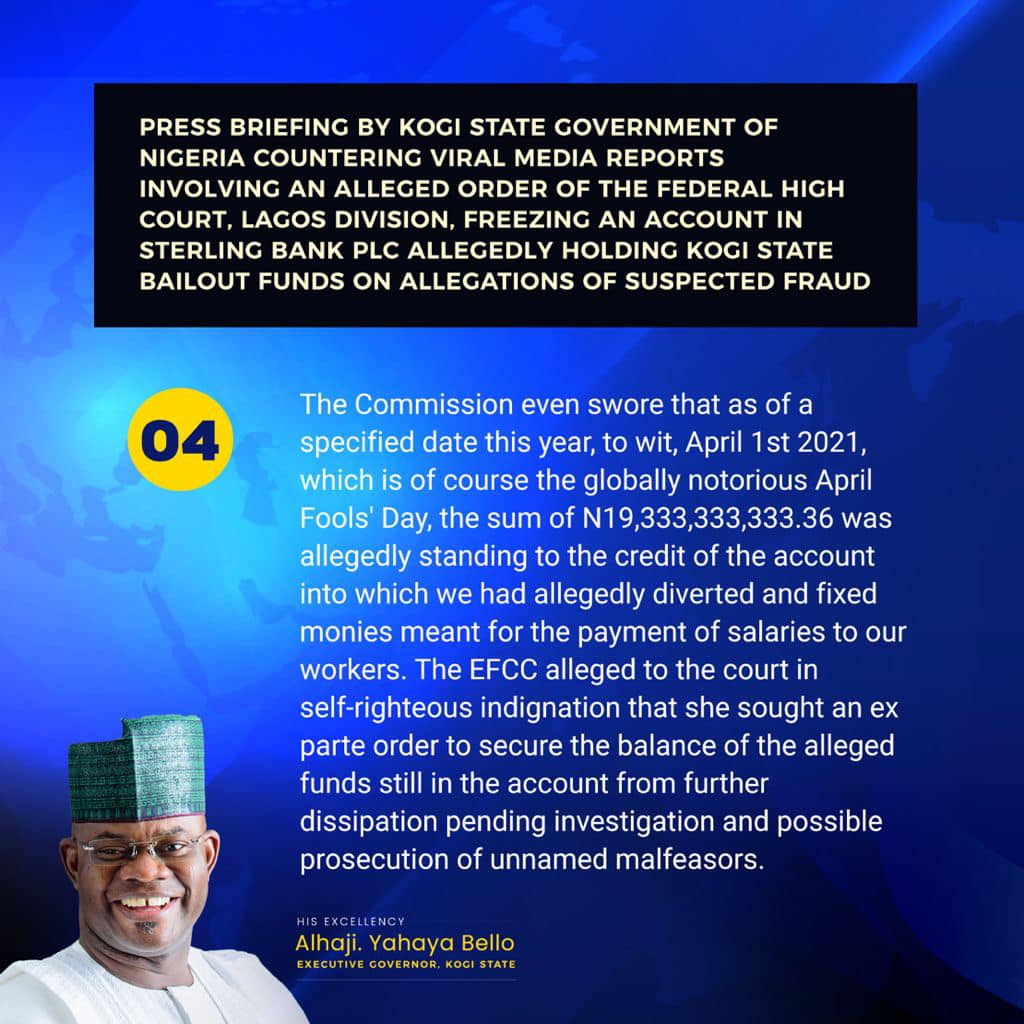 PRESS BRIEFING BY KOGI STATE GOVERNMENT OF
NIGERIA COUNTERING VIRAL MEDIA REPORTS
INVOLVING AN ALLEGED ORDER OF THE FEDERAL HIGH
COURT, LAGOS DIVISION, FREEZING AN ACCOUNT IN
STERLING BANK PLC ALLEGEDLY HOLDING KOGI STATE
BAILOUT FUNDS ON ALLEGATIONS OF SUSPECTED FRAUD
04
The Commission even swore that as of a
specified date this year, to wit, April 1st 2021,
which is of course the globally notorious April
Fools' Day, the sum of N19,333,333,333.36 was
allegedly standing to the credit of the account
into which we had allegedly diverted and fixed
monies meant for the payment of salaries to our
workers. The EFCC alleged to the court in
self-righteous indignation that she sought an ex
parte order to secure the balance of the alleged
funds still in the account from further
dissipation pending investigation and possible
prosecution of unnamed malfeasors.
HIS EXCELLENCY
Alhaji. Yahaya Bello
EXECUTIVE GOVERNOR, KOGI STATE